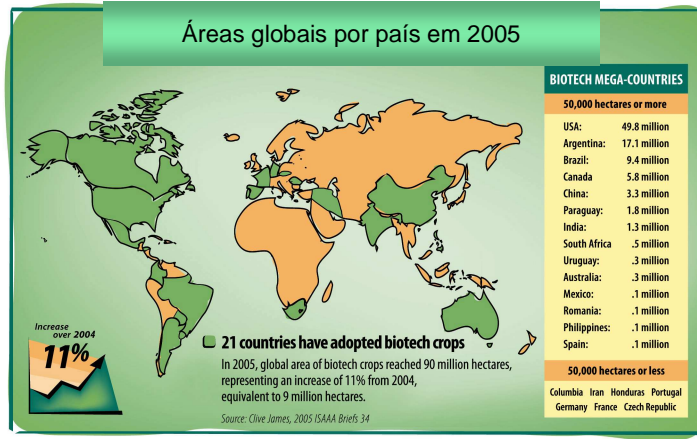 Áreas globais por país em 2005
BIOTECH MEGA-COUNTRIES
50,000 hectares or more
USA: 49.8 million
Argentina: 17.1 million
Brazil: 9.4 million
Canada 5.8 million
China: 3.3 million
Paraguay: 1.8 million
India: 1.3 million
South Africa .5 million
Uruguay: .3 million
Australia: .3 million
Mexico: .1 million
Romania: .1 million
Philippines: .1 million
Spain: .1 million
50,000 hectares or less
Columbia Iran Honduras Portugal
Germany France Czech Republic
Increase
over 2004
11%
21 countries have adopted biotech crops
In 2005, global area of biotech crops reached 90 million hectares,
representing an increase of 11% from 2004,
equivalent to 9 million hectares.
Source: Clive James, 2005 ISAAA Briefs 34